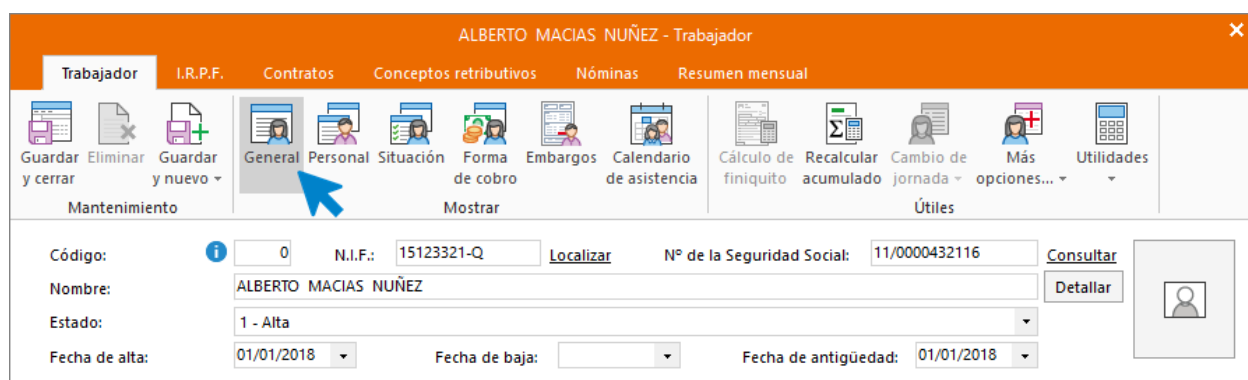 ALBERTO MACIAS NUÑEZ - Trabajador
Trabajador I.R.P.F. Contratos Conceptos retributivos Nóminas Resumen mensual
Guardar Eliminar Guardar General Personal Situación Forma Embargos Calendario Cálculo de Recalcular Cambio de Más Utilidades
y cerrar y nuevo de cobro de asistencia finiquito acumulado jornada opciones...
Mantenimiento Mostrar Útiles
Código: 0 N.I.F.: 15123321-Q Localizar Nº de la Seguridad Social: 11/0000432116 Consultar
Nombre: ALBERTO MACIAS NUÑEZ Detallar
Estado: 1 - Alta
Fecha de alta: 01/01/2018 Fecha de baja: Fecha de antigüedad: 01/01/2018